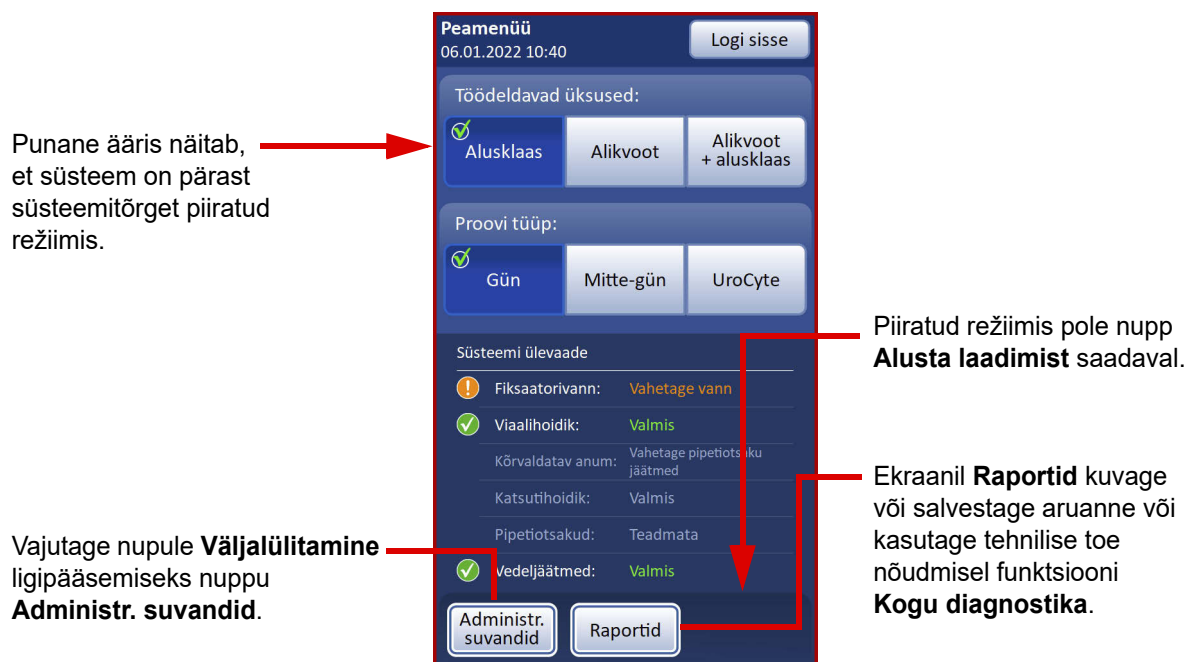 Punane ääris näitab,
et süsteem on pärast
süsteemitõrget piiratud
režiimis.
Vajutage nupule Väljalülitamine
ligipääsemiseks nuppu
Administr. suvandid.
Peamenüü
06.01.2022 10:40
Logi sisse
Töödeldavad üksused:
Alusklaas
Alikvoot
Alikvoot
+ alusklaas
Proovi tüüp:
Gün
Mitte-gün
UroCyte
Süsteemi ülevaade
Fiksaatorivann: Vahetage vann
Viaalihoidik: Valmis
Kõrvaldatav anum: Vahetage pipetiotsaku
jäätmed
Katsutihoidik: Valmis
Pipetiotsakud: Teadmata
Vedeljäätmed: Valmis
Administr.
suvandid
Raportid
Piiratud režiimis pole nupp
Alusta laadimist saadaval.
Ekraanil Raportid kuvage
või salvestage aruanne või
kasutage tehnilise toe
nõudmisel funktsiooni
Kogu diagnostika.